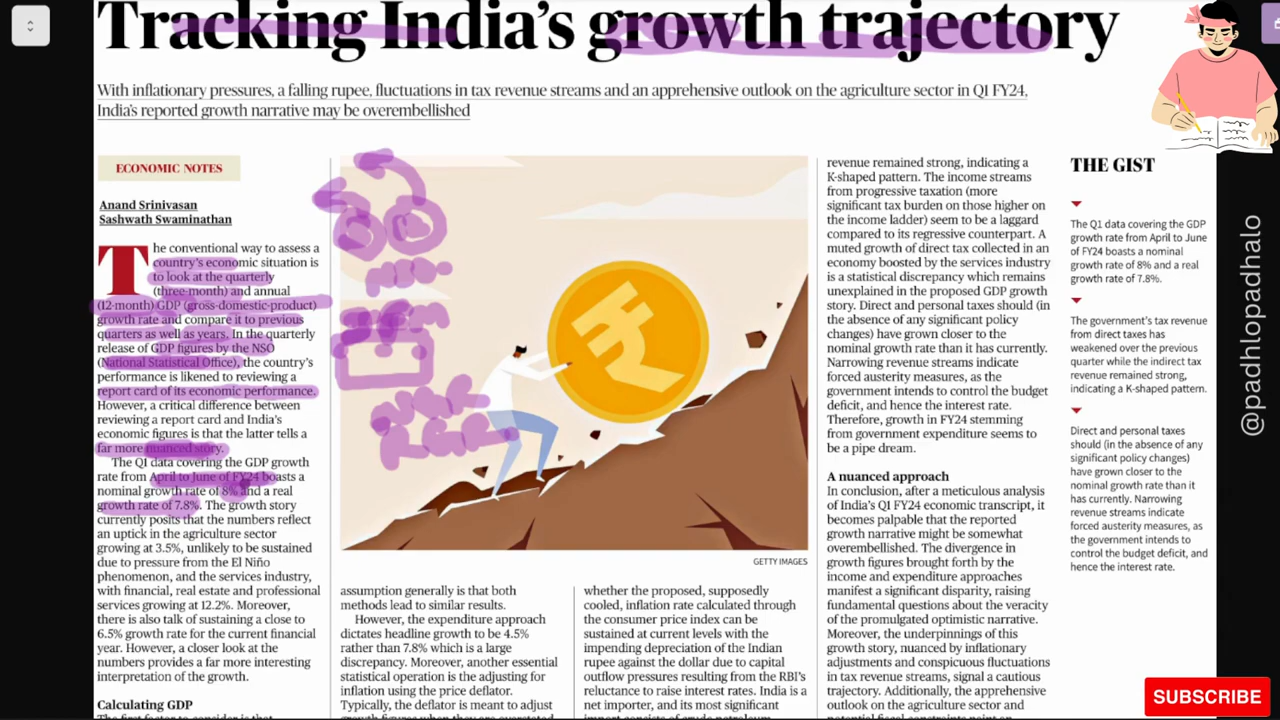 Tracking India's growth trajectory
With inflationary pressures, a falling rupee, fluctuations in tax revenue streams and an apprehensive outlook on the agriculture sector in Q1 FY24,
India's reported growth narrative may be overembellished
ECONOMIC NOTES
Anand Srinivasan
Sashwath Swaminathan
The conventional way to assess a
country's economic situation is
to look at the quarterly
(three-month) and annual
(12-month) GDP (gross-domestic-product)
growth rate and compare it to previous
quarters as well as years. In the quarterly
release of GDP figures by the NSO
(National Statistical Office), the country's
performance is likened to reviewing a
report card of its economic performance.
However, a critical difference between
reviewing a report card and India's
economic figures is that the latter tells a
far more nuanced story.
The Q1 data covering the GDP growth
rate from April to June of FY24 boasts a
nominal growth rate of 8% and a real
growth rate of 7.8%. The growth story
currently posits that the numbers reflect
an uptick in the agriculture sector
growing at 3.5%, unlikely to be sustained
due to pressure from the El Niño
phenomenon, and the services industry,
with financial, real estate and professional
services growing at 12.2%. Moreover,
there is also talk of sustaining a close to
6.5% growth rate for the current financial
year. However, a closer look at the
numbers provides a far more interesting
interpretation of the growth.
Calculating GDP
The first factor to consider is that
GETTY IMAGES
assumption generally is that both
methods lead to similar results.
However, the expenditure approach
dictates headline growth to be 4.5%
rather than 7.8% which is a large
discrepancy. Moreover, another essential
statistical operation is the adjusting for
inflation using the price deflator.
Typically, the deflator is meant to adjust
growth figures when they are overstated
whether the proposed, supposedly
cooled, inflation rate calculated through
the consumer price index can be
sustained at current levels with the
impending depreciation of the Indian
rupee against the dollar due to capital
outflow pressures resulting from the RBI's
reluctance to raise interest rates. India is a
net importer, and its most significant
import consists of crude petroleum
revenue remained strong, indicating a
K-shaped pattern. The income streams
from progressive taxation (more
significant tax burden on those higher on
the income ladder) seem to be a laggard
compared to its regressive counterpart. A
muted growth of direct tax collected in an
economy boosted by the services industry
is a statistical discrepancy which remains
unexplained in the proposed GDP growth
story. Direct and personal taxes should (in
the absence of any significant policy
changes) have grown closer to the
nominal growth rate than it has currently.
Narrowing revenue streams indicate
forced austerity measures, as the
government intends to control the budget
deficit, and hence the interest rate.
Therefore, growth in FY24 stemming
from government expenditure seems to
be a pipe dream.
A nuanced approach
In conclusion, after a meticulous analysis
of India's Q1 FY24 economic transcript, it
becomes palpable that the reported
growth narrative might be somewhat
overembellished. The divergence in
growth figures brought forth by the
income and expenditure approaches
manifest a significant disparity, raising
fundamental questions about the veracity
of the promulgated optimistic narrative.
Moreover, the underpinnings of this
growth story, nuanced by inflationary
adjustments and conspicuous fluctuations
in tax revenue streams, signal a cautious
trajectory. Additionally, the apprehensive
outlook on the agriculture sector and
THE GIST
The Q1 data covering the GDP
growth rate from April to June
of FY24 boasts a nominal
growth rate of 8% and a real
growth rate of 7.8%.
The government's tax revenue
from direct taxes has
weakened over the previous
quarter while the indirect tax
revenue remained strong,
indicating a K-shaped pattern.
Direct and personal taxes
should (in the absence of any
significant policy changes)
have grown closer to the
nominal growth rate than it
has currently. Narrowing
revenue streams indicate
forced austerity measures, as
the government intends to
control the budget deficit, and
hence the interest rate.
@padhlopadhalo
SUBSCRIBE